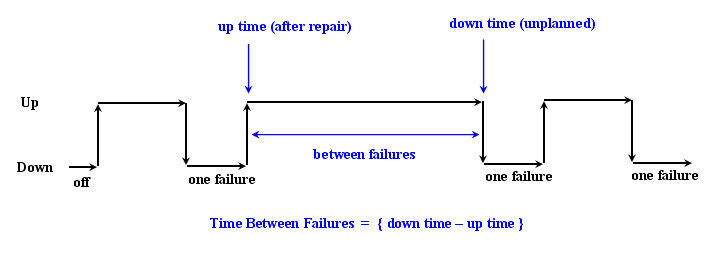 up time (after repair)
down time (unplanned)
Up
Down
off
one failure
between failures
one failure
one failure
Time Between Failures = { down time – up time }